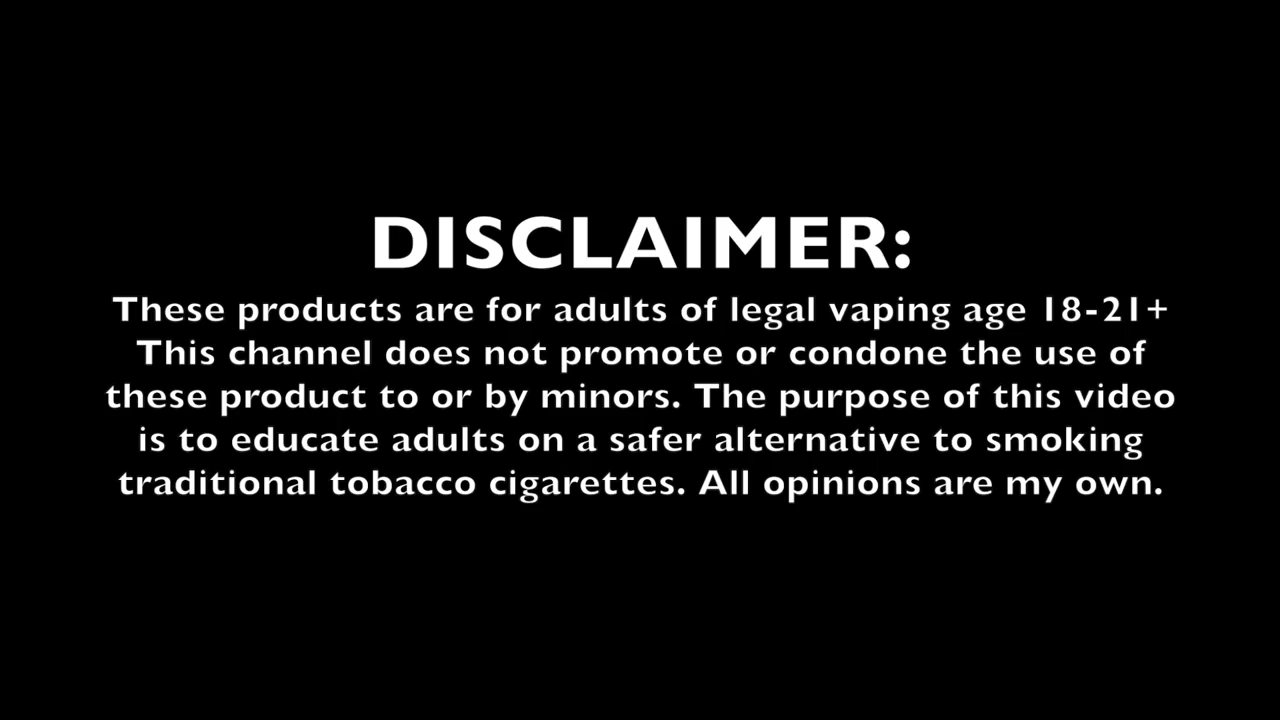 DISCLAIMER:
These products are for adults of legal vaping age 18-21+
This channel does not promote or condone the use of
these product to or by minors. The purpose of this video
is to educate adults on a safer alternative to smoking
traditional tobacco cigarettes. All opinions are my own.